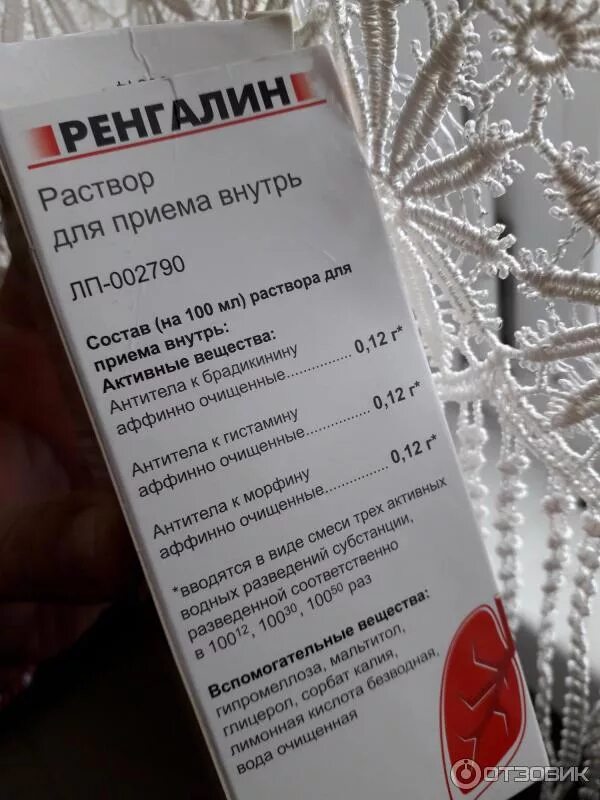 РЕНГАЛИН
Раствор
для приема внутрь
ЛП-002790
Состав (на 100 мл) раствора для
приема внутрь:
Активные вещества:
Антитела к брадикинину
аффинно очищенные.............. 0,12 г*
Антитела к гистамину
аффинно очищенные.............. 0,12 г*
Антитела к морфину
аффинно очищенные.............. 0,12 г*
*вводятся в виде смеси трех активных
водных разведений субстанции,
разведенной соответственно
в 100¹², 100³⁰, 100⁵⁰ раз
Вспомогательные вещества:
гипромеллоза, мальтитол,
глицерол, сорбат калия,
лимонная кислота безводная,
вода очищенная
ОТЗОВИК